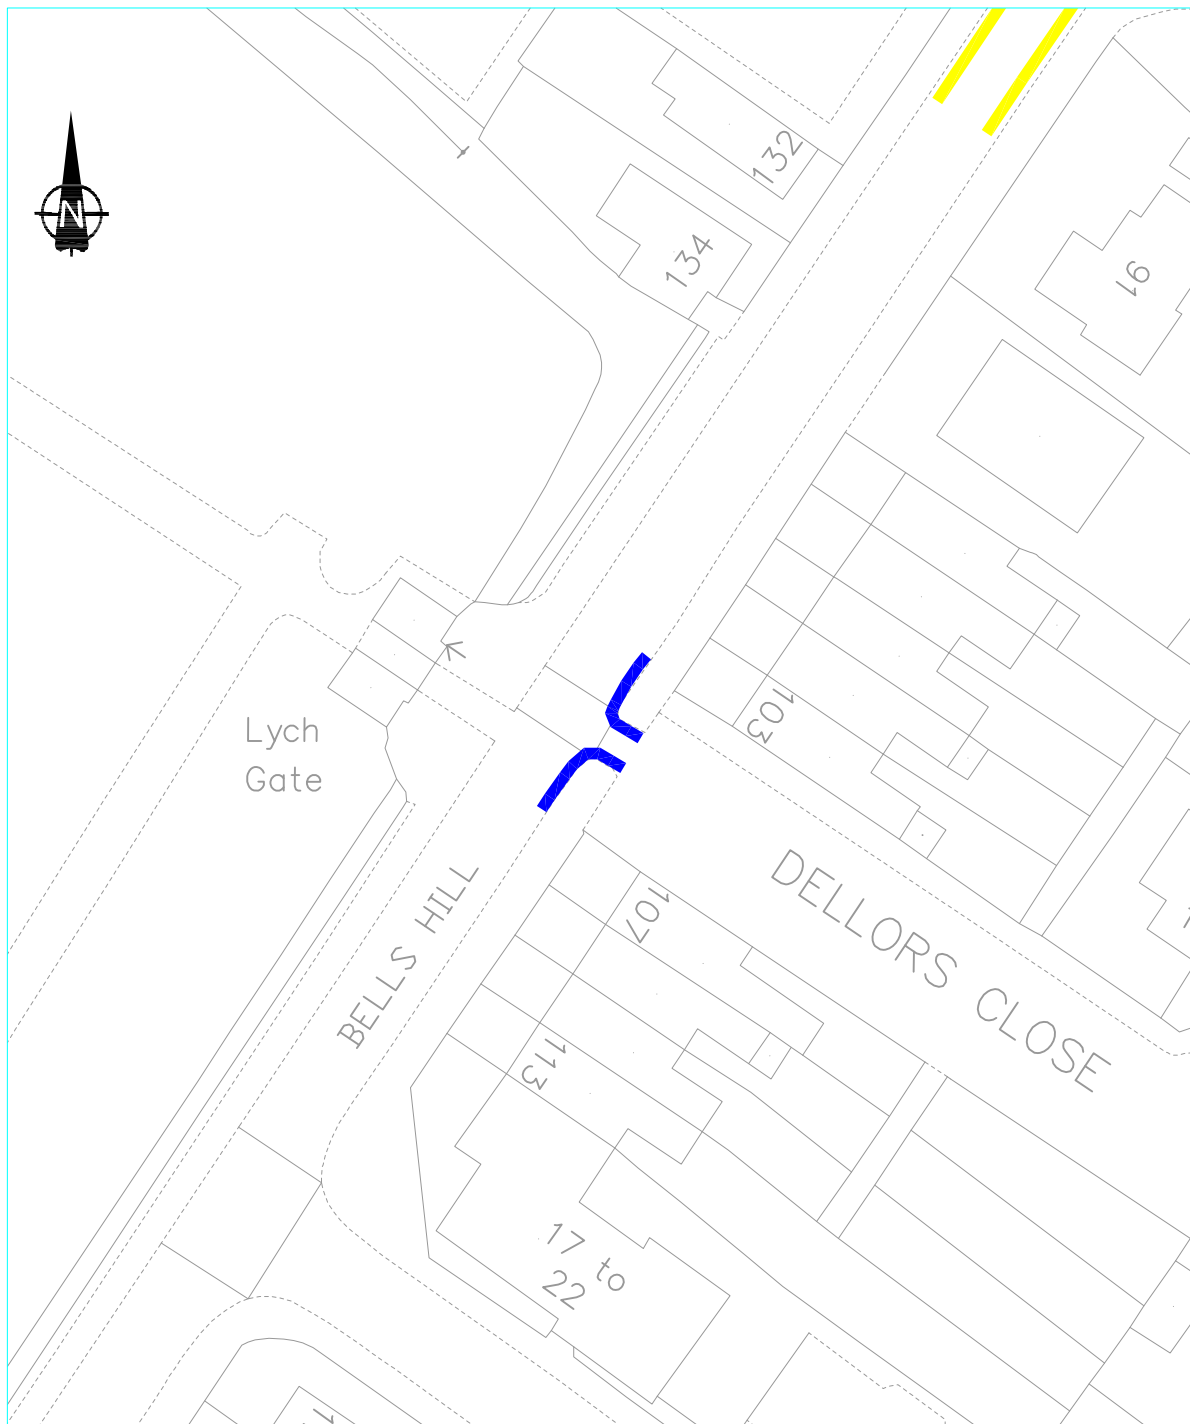 132
134
N
91
Lych
Gate
103
107
BELLS HILL
DELLORS CLOSE
113
17 to
22